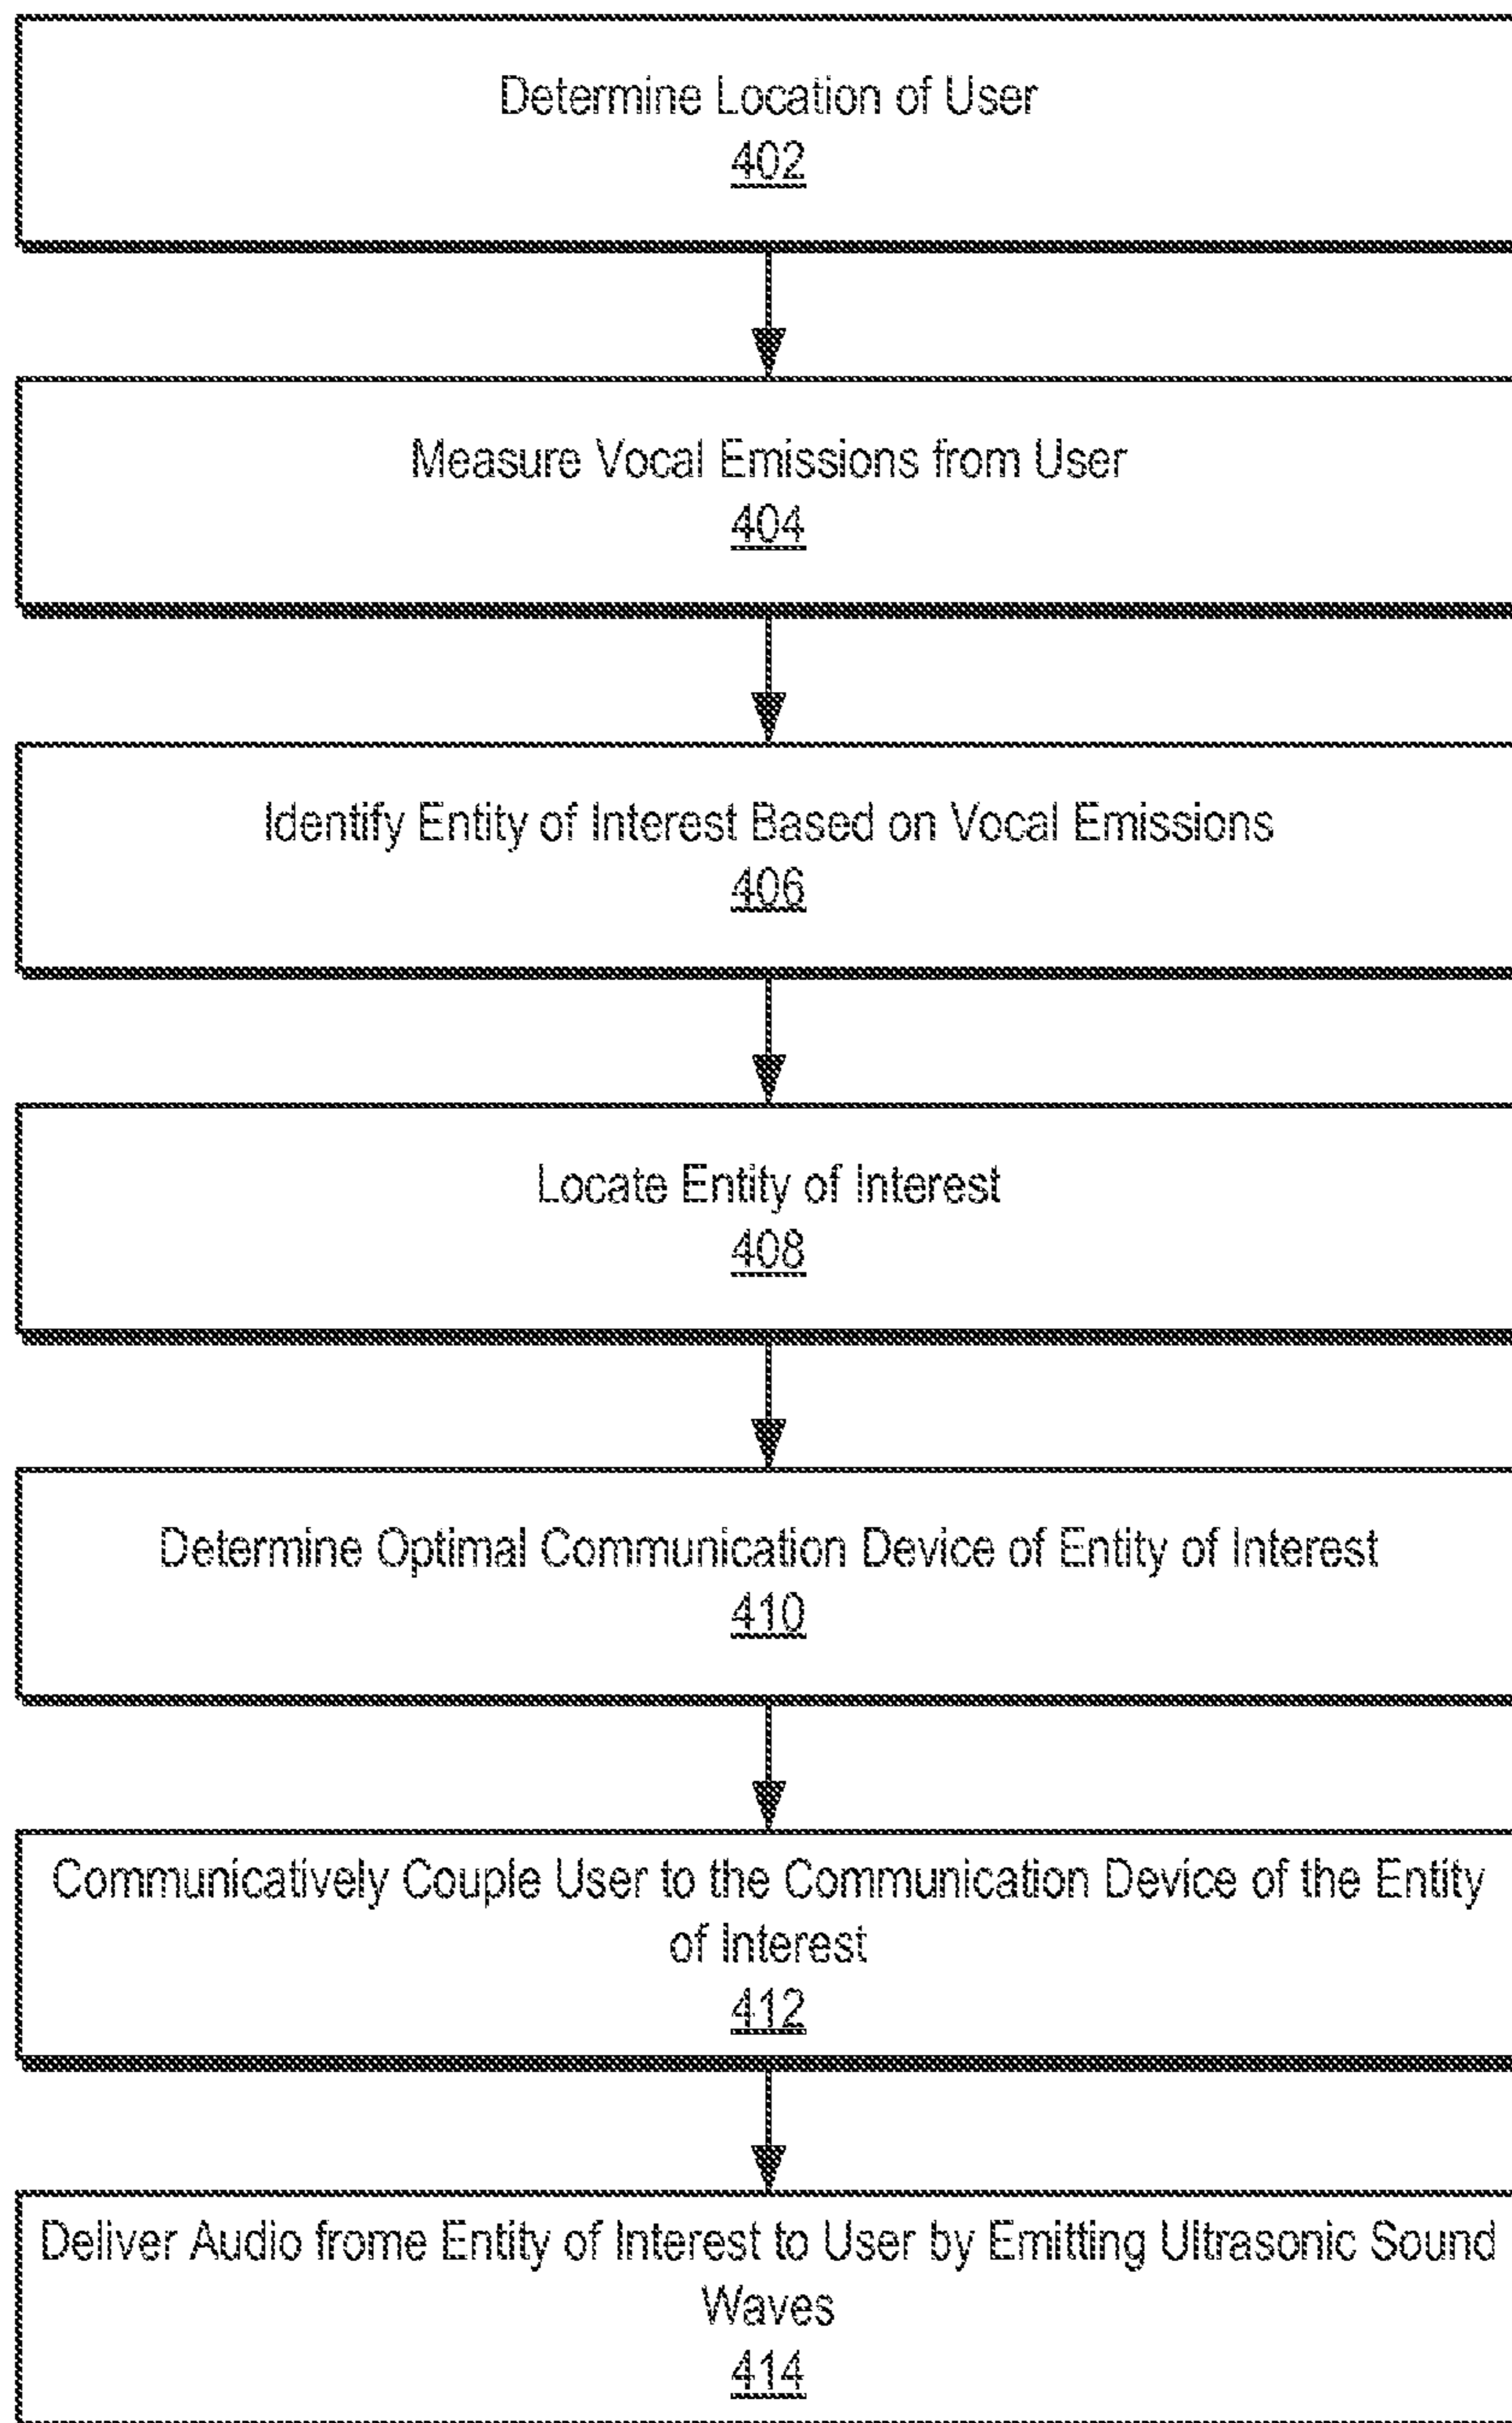 Determine Location of User
402
Measure Vocal Emissions from User
404
Identify Entity of Interest Based on Vocal Emissions
406
Locate Entity of Interest
408
Determine Optimal Communication Device of Entity of Interest
410
Communicatively Couple User to the Communication Device of the Entity
of Interest
412
Deliver Audio frome Entity of Interest to User by Emitting Ultrasonic Sound
Waves
414